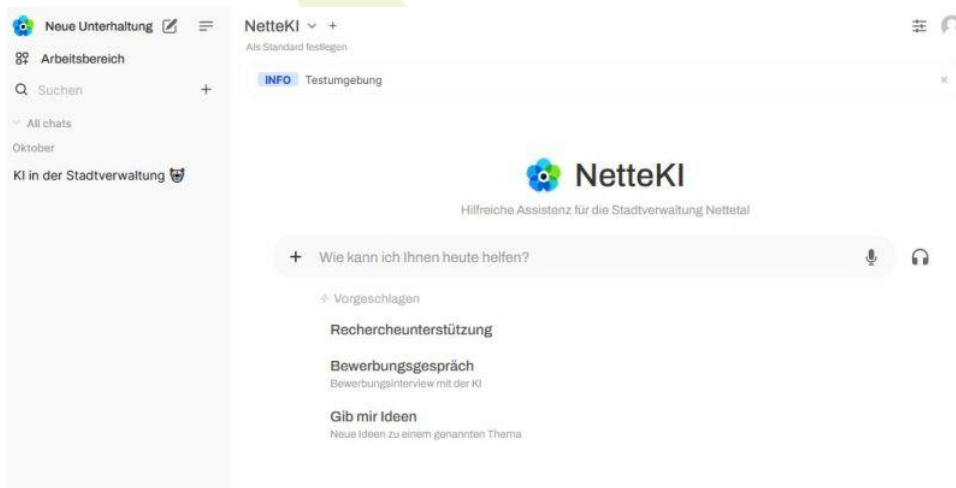 Neue Unterhaltung
Arbeitsbereich
Suchen
All chats
Oktober
KI in der Stadtverwaltung
NetteKI
Als Standard festlegen
INFO Testumgebung
NetteKI
Hilfreiche Assistenz für die Stadtverwaltung Nettetal
Wie kann ich Ihnen heute helfen?
Vorgeschlagen
Rechercheunterstützung
Bewerbungsgespräch
Bewerbungsinterview mit der KI
Gib mir Ideen
Neue Ideen zu einem genannten Thema